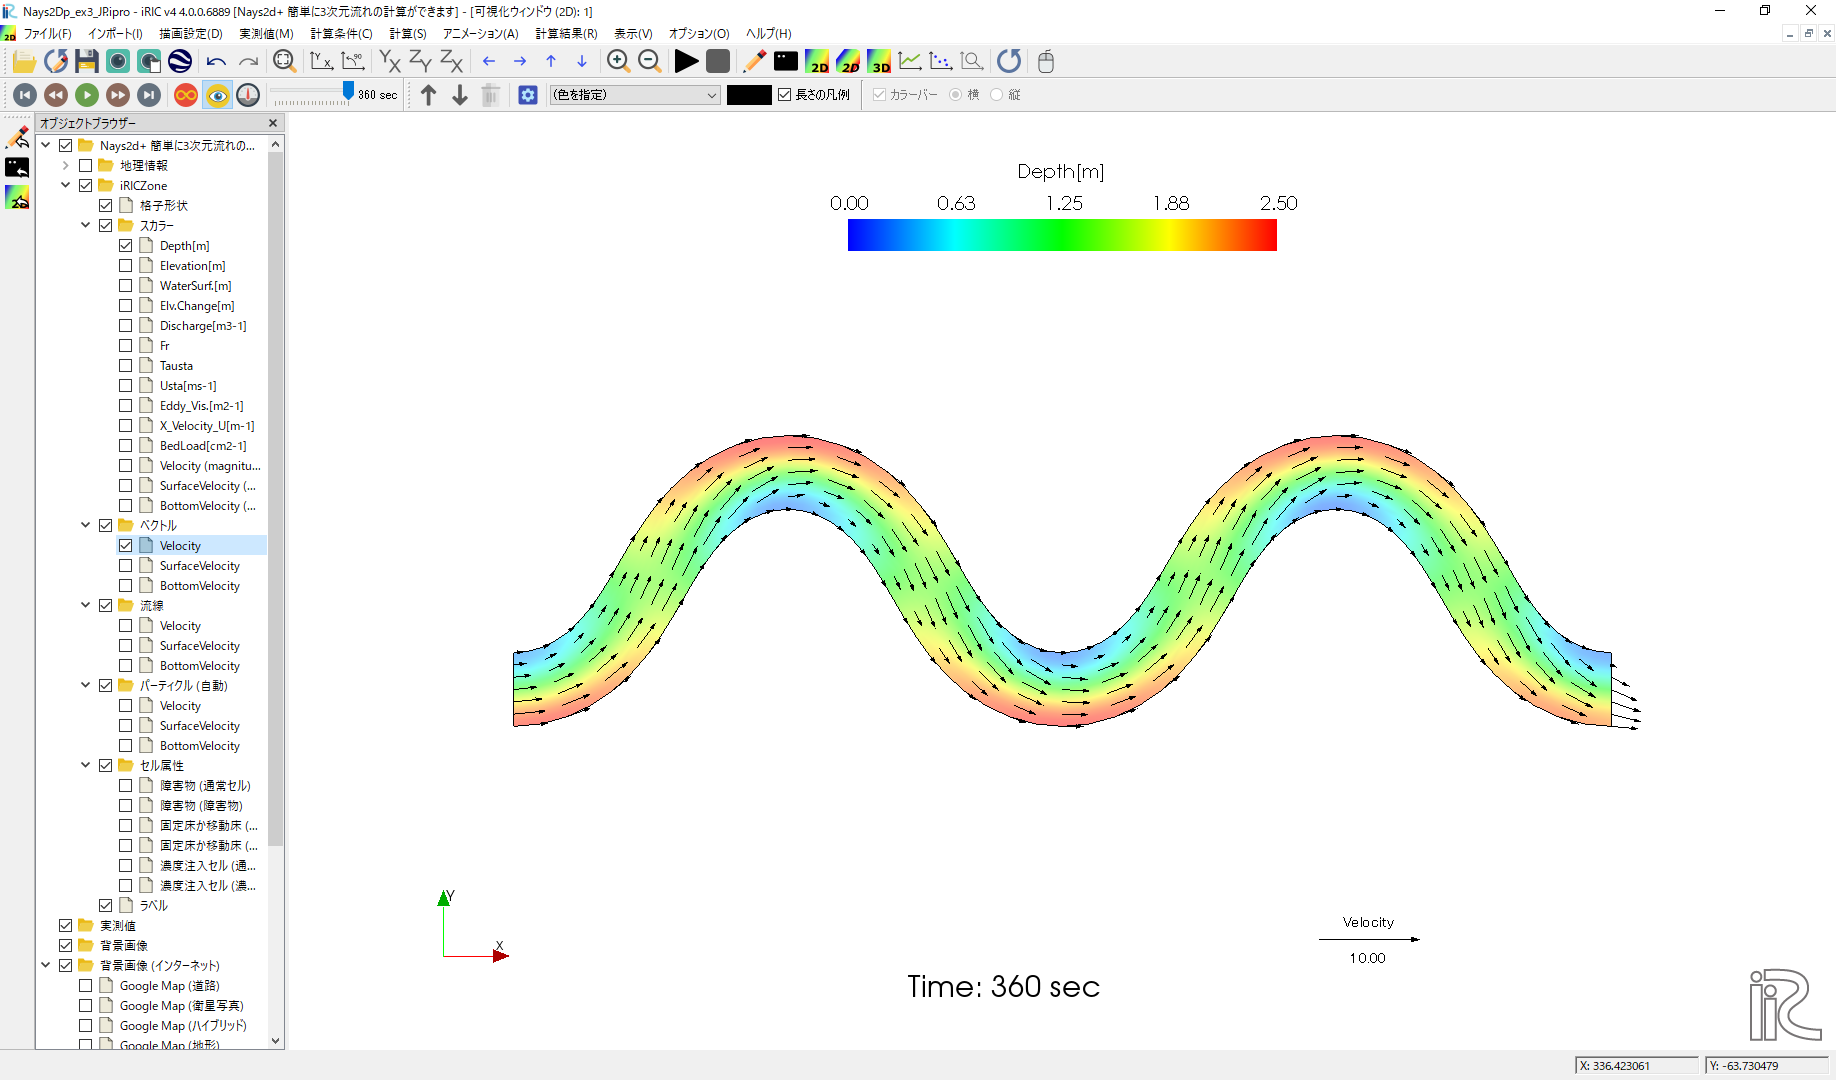 Nays2Dp_ex3_JP.ipro - iRIC v4 4.0.0.6889 [Nays2d+ 簡単に3次元流れの計算ができます] - [可視化ウィンドウ (2D): 1]
ファイル(F) インポート(I) 描画設定(D) 実測値(M) 計算条件(C) 計算(S) アニメーション(A) 計算結果(R) 表示(V) オプション(O) ヘルプ(H)
360 sec (色を指定) 長さの凡例 カラーバー 横 縦
オブジェクトブラウザー
Nays2d+ 簡単に3次元流れの...
地理情報
iRICZone
格子形状
スカラー
Depth[m]
Elevation[m]
WaterSurf.[m]
Elv.Change[m]
Discharge[m3-1]
Fr
Tausta
Usta[ms-1]
Eddy_Vis.[m2-1]
X_Velocity_U[m-1]
BedLoad[cm2-1]
Velocity (magnitu...
SurfaceVelocity (...
BottomVelocity (...
ベクトル
Velocity
SurfaceVelocity
BottomVelocity
流線
Velocity
SurfaceVelocity
BottomVelocity
パーティクル (自動)
Velocity
SurfaceVelocity
BottomVelocity
セル属性
障害物 (通常セル)
障害物 (障害物)
固定床か移動床 (...
固定床か移動床 (...
濃度注入セル (通...
濃度注入セル (濃...
ラベル
実測値
背景画像
背景画像 (インターネット)
Google Map (道路)
Google Map (衛星写真)
Google Map (ハイブリッド)
Google Map (地形)
Depth[m]
0.00 0.63 1.25 1.88 2.50
Y
X
Velocity
10.00
Time: 360 sec
iRIC
X: 336.423061 Y: -63.730479